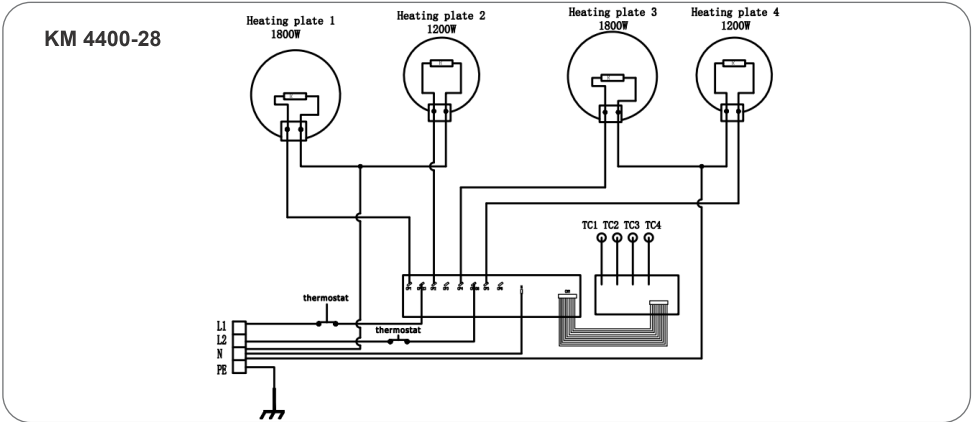 KM 4400-28
Heating plate 1
1800W
Heating plate 2
1200W
Heating plate 3
1800W
Heating plate 4
1200W
TC1 TC2 TC3 TC4
thermostat
thermostat
L1
L2
N
PE